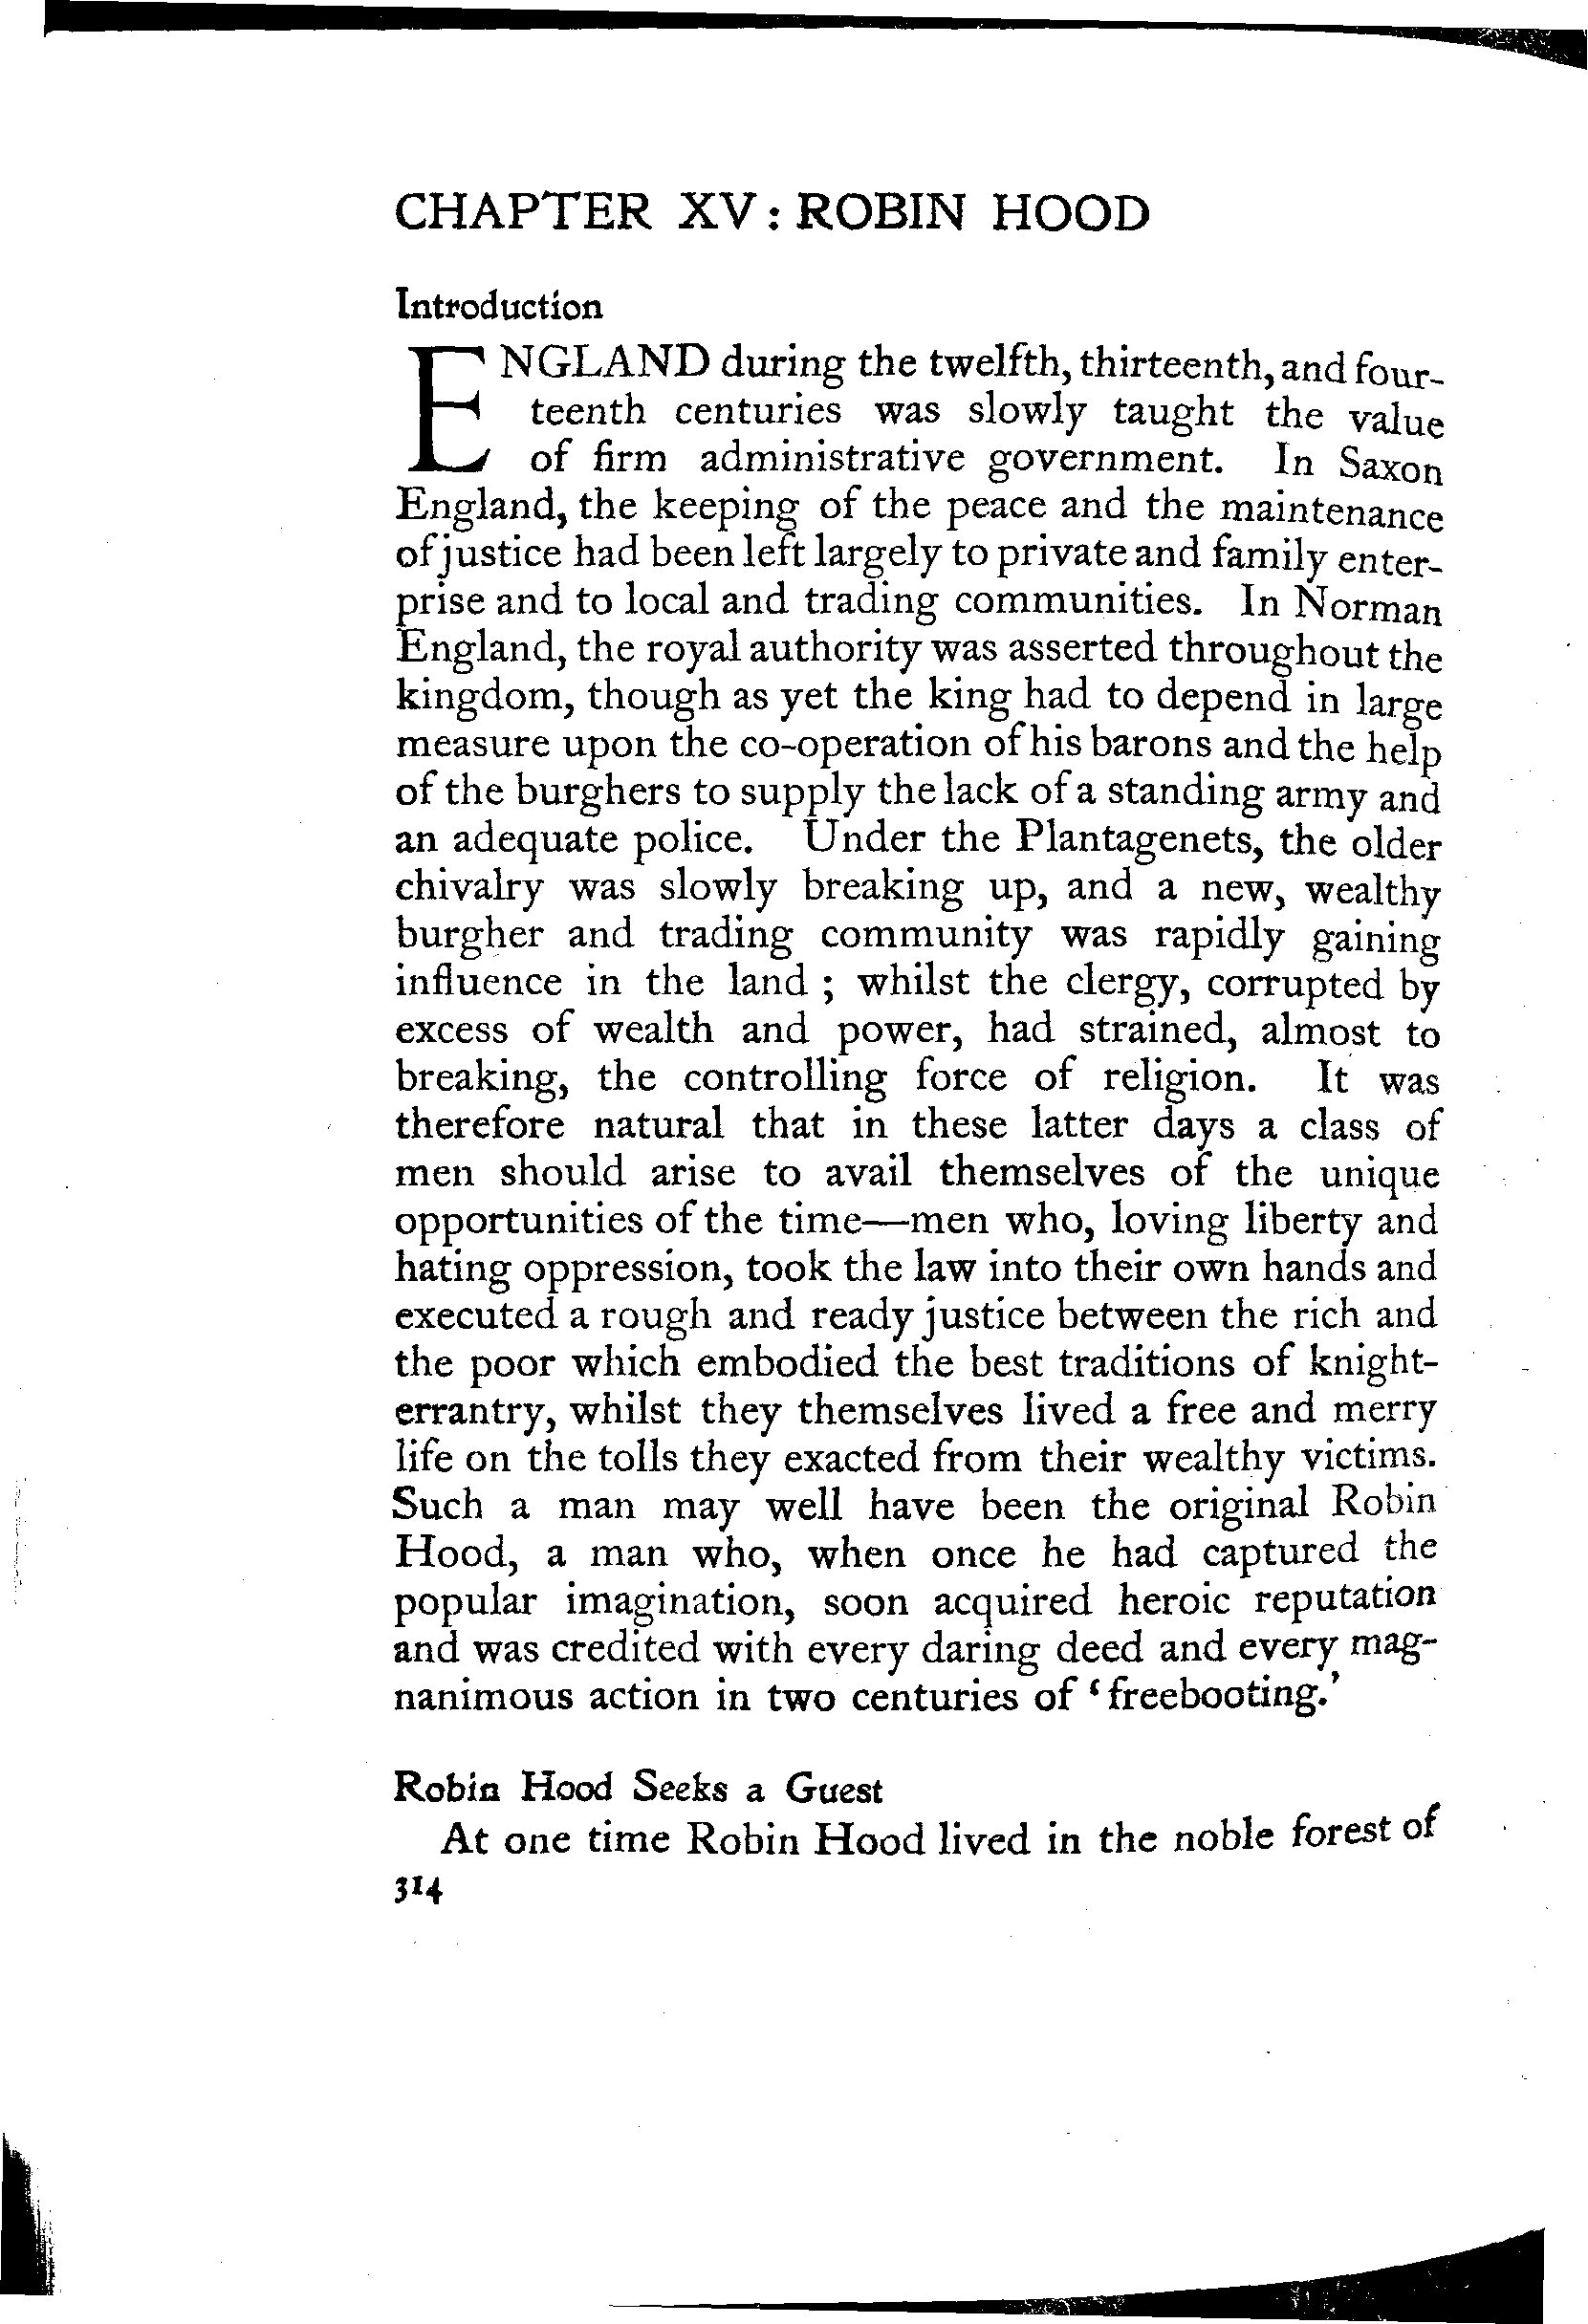 CHAPTER XV: ROBIN HOOD
Introduction
ENGLAND during the twelfth, thirteenth, and four-
teenth centuries was slowly taught the value
of firm administrative government. In Saxon
England, the keeping of the peace and the maintenance
of justice had been left largely to private and family enter-
prise and to local and trading communities. In Norman
England, the royal authority was asserted throughout the
kingdom, though as yet the king had to depend in large
measure upon the co-operation of his barons and the help
of the burghers to supply the lack of a standing army and
an adequate police. Under the Plantagenets, the older
chivalry was slowly breaking up, and a new, wealthy
burgher and trading community was rapidly gaining
influence in the land ; whilst the clergy, corrupted by
excess of wealth and power, had strained, almost to
breaking, the controlling force of religion. It was
therefore natural that in these latter days a class of
men should arise to avail themselves of the unique
opportunities of the time—men who, loving liberty and
hating oppression, took the law into their own hands and
executed a rough and ready justice between the rich and
the poor which embodied the best traditions of knight-
errantry, whilst they themselves lived a free and merry
life on the tolls they exacted from their wealthy victims.
Such a man may well have been the original Robin
Hood, a man who, when once he had captured the
popular imagination, soon acquired heroic reputation
and was credited with every daring deed and every mag-
nanimous action in two centuries of ‘freebooting.’
Robin Hood Seeks a Guest
At one time Robin Hood lived in the noble forest of
314